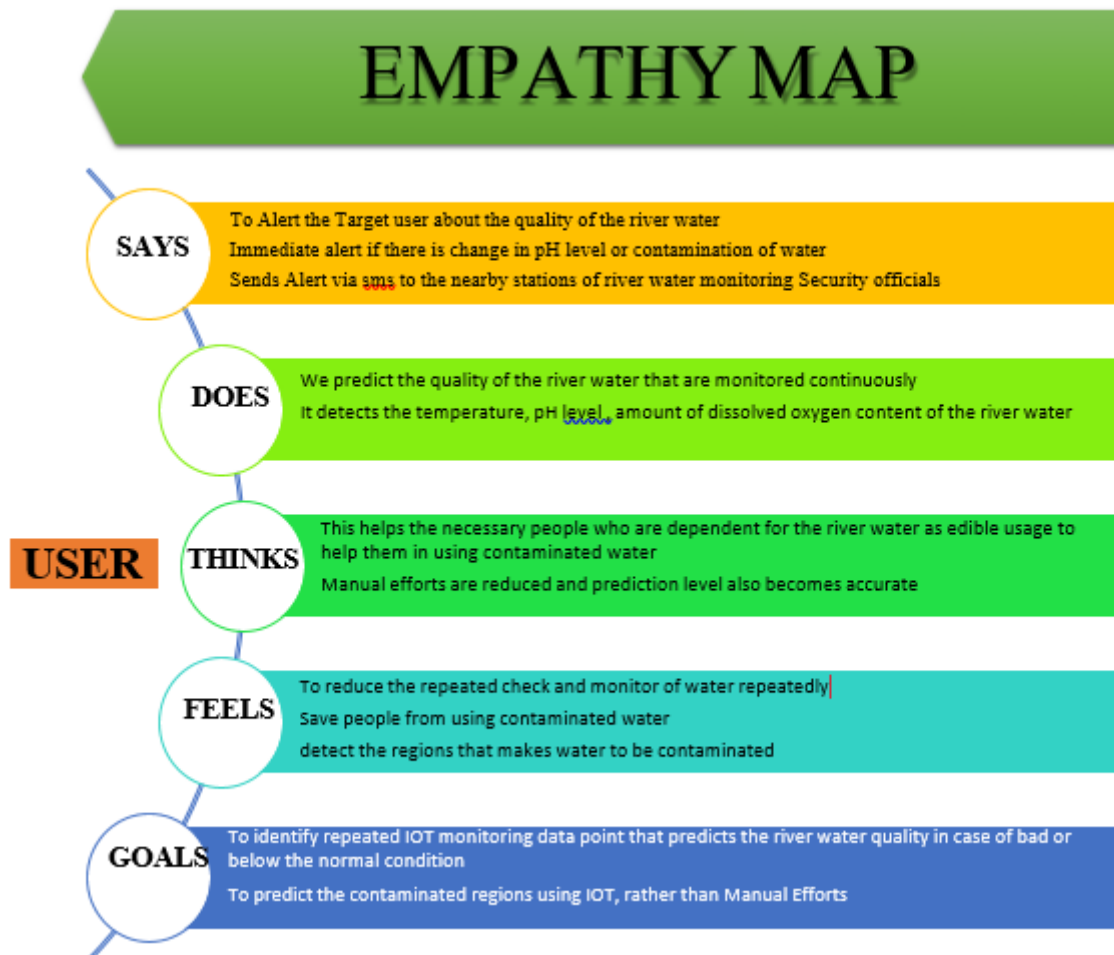 EMPATHY MAP
SAYS
To Alert the Target user about the quality of the river water
Immediate alert if there is change in pH level or contamination of water
Sends Alert via sms to the nearby stations of river water monitoring Security officials
DOES
We predict the quality of the river water that are monitored continuously
It detects the temperature, pH level , amount of dissolved oxygen content of the river water
USER
THINKS
This helps the necessary people who are dependent for the river water as edible usage to
help them in using contaminated water
Manual efforts are reduced and prediction level also becomes accurate
FEELS
To reduce the repeated check and monitor of water repeatedly
Save people from using contaminated water
detect the regions that makes water to be contaminated
GOALS
To identify repeated IOT monitoring data point that predicts the river water quality in case of bad or
below the normal condition
To predict the contaminated regions using IOT, rather than Manual Efforts